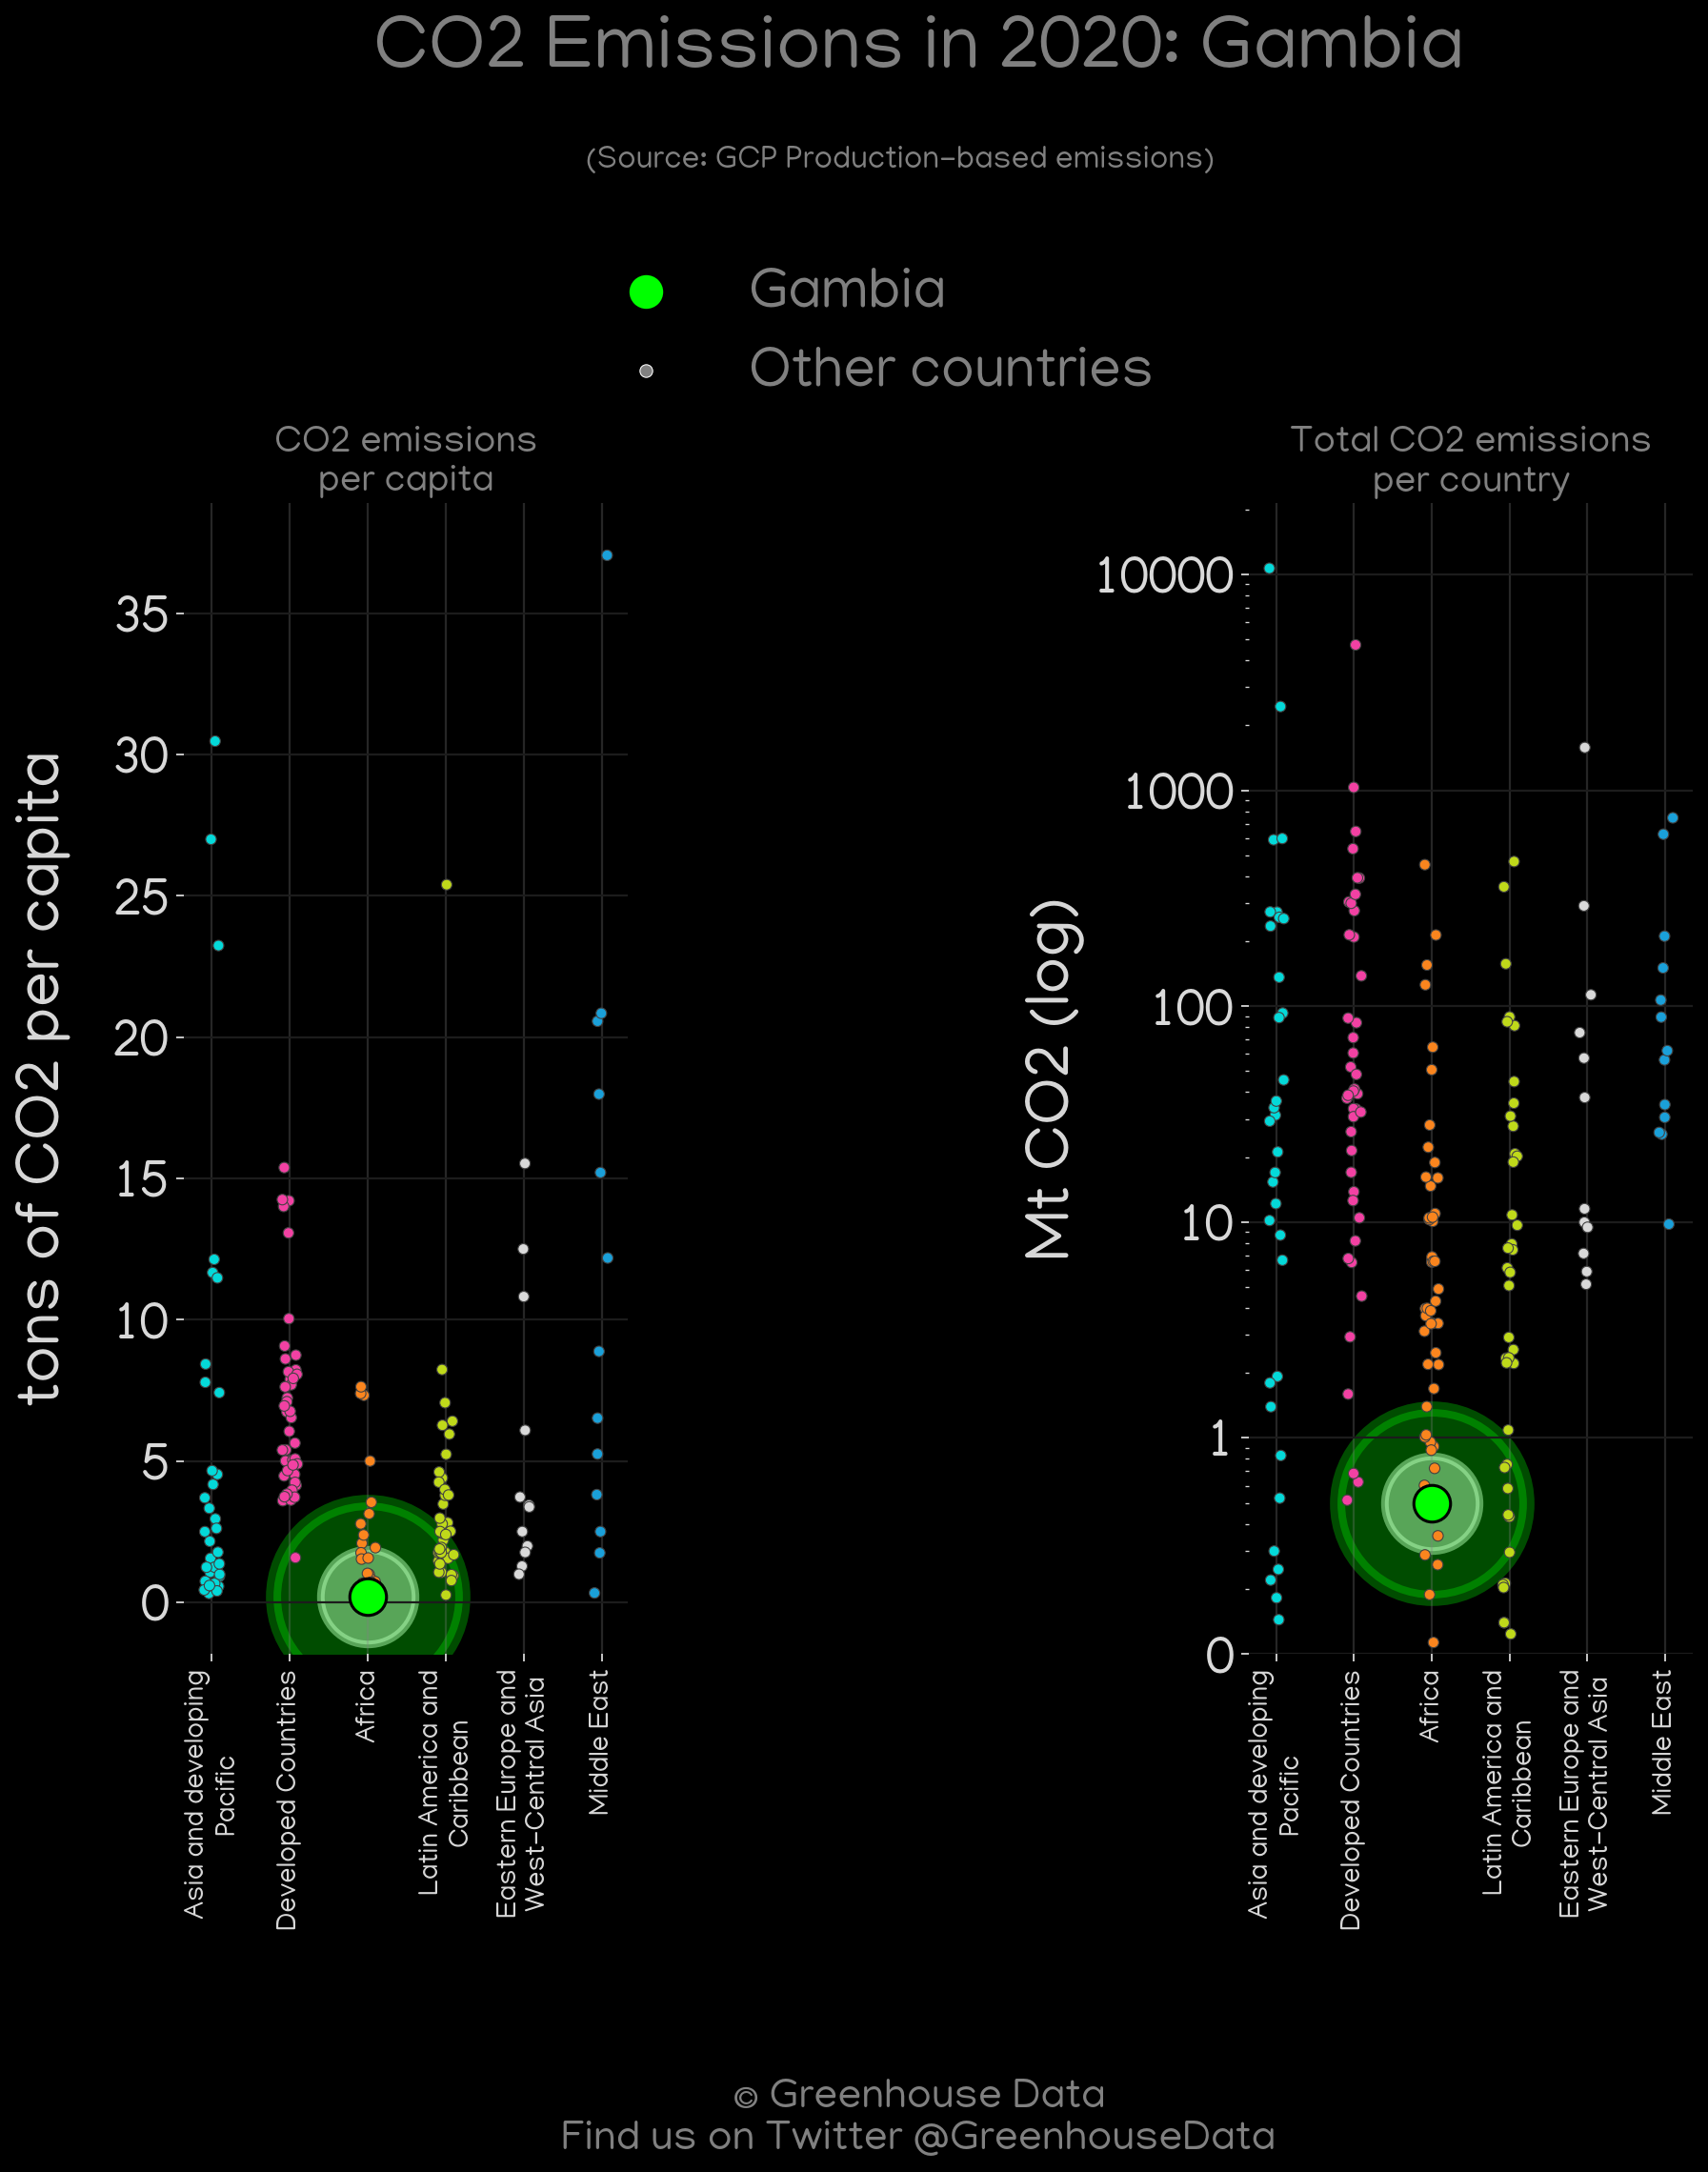 CO2 Emissions in 2020: Gambia
(Source: GCP Production-based emissions)
Gambia
Other countries
CO2 emissions
per capita
tons of CO2 per capita
35
30
25
20
15
10
5
0
Asia and developing
Pacific
Developed Countries
Africa
Latin America and
Caribbean
Eastern Europe and
West-Central Asia
Middle East
Total CO2 emissions
per country
Mt CO2 (log)
10000
1000
100
10
1
0
Asia and developing
Pacific
Developed Countries
Africa
Latin America and
Caribbean
Eastern Europe and
West-Central Asia
Middle East
© Greenhouse Data
Find us on Twitter @GreenhouseData